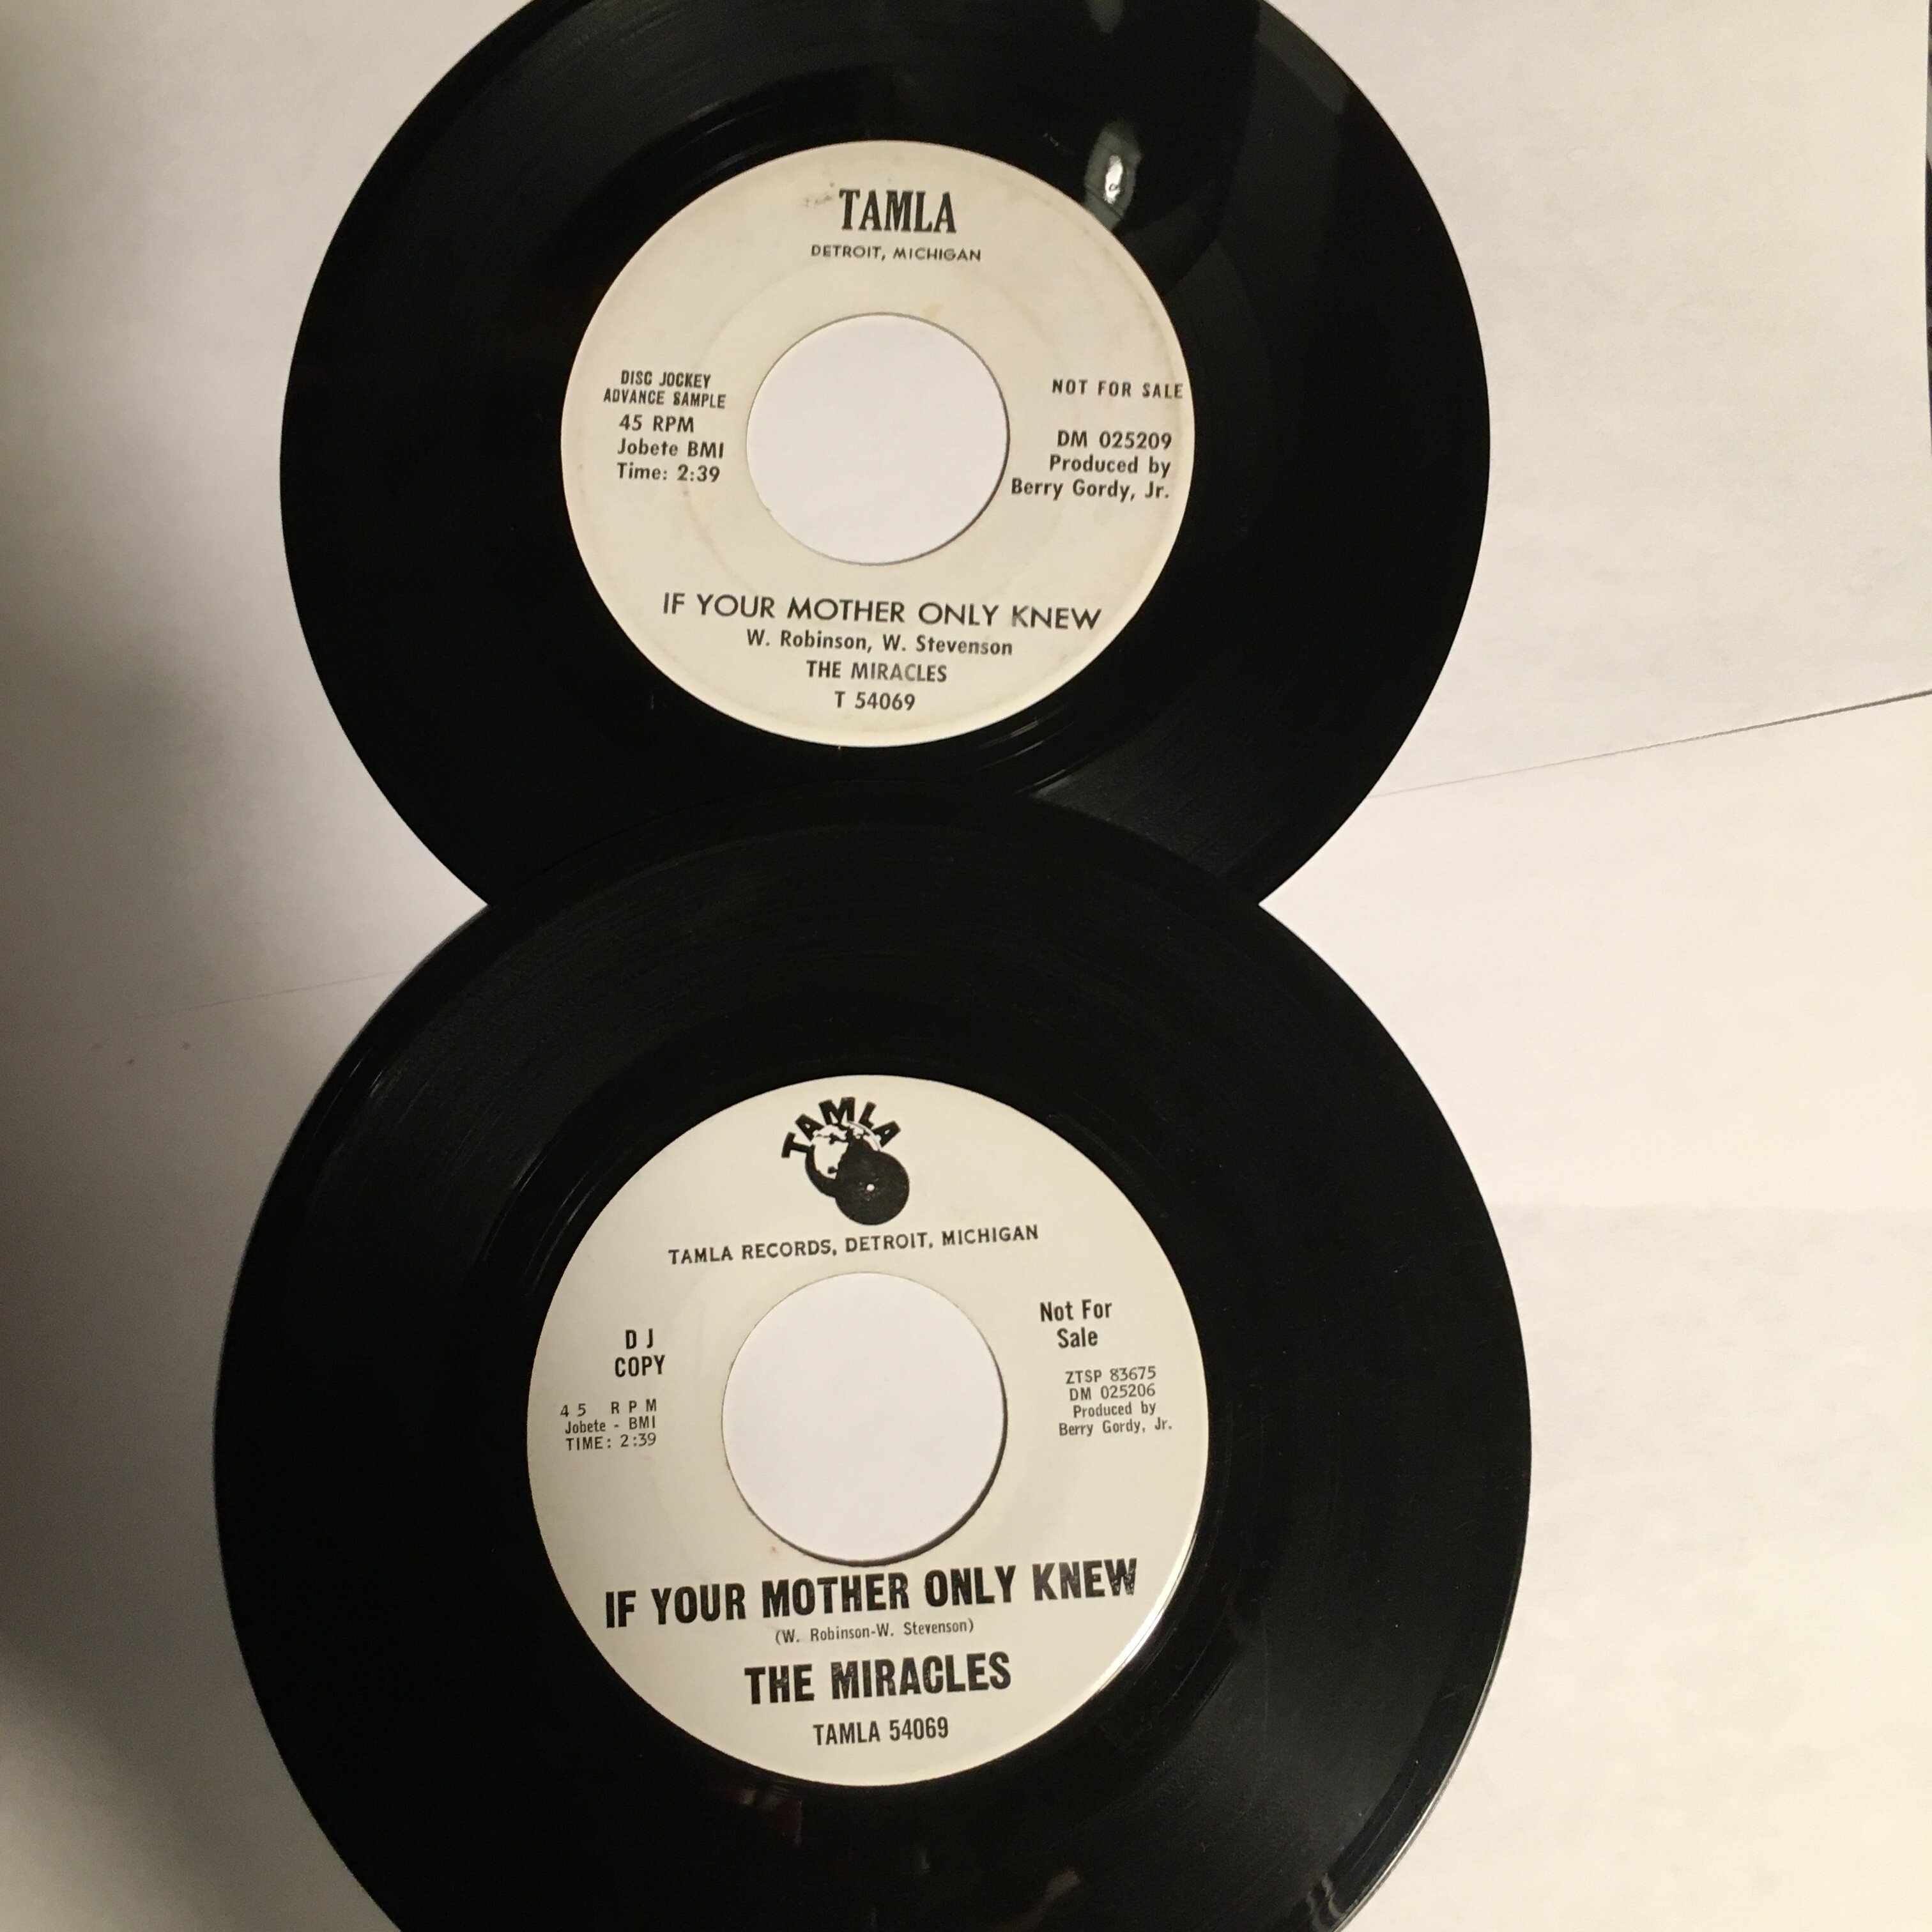 TAMLA
DETROIT, MICHIGAN
DISC JOCKEY
ADVANCE SAMPLE
45 RPM
Jobete BMI
Time: 2:39
NOT FOR SALE
DM 025209
Produced by
Berry Gordy, Jr.
IF YOUR MOTHER ONLY KNEW
W. Robinson, W. Stevenson
THE MIRACLES
T 54069
TAMLA
TAMLA RECORDS, DETROIT, MICHIGAN
D J
COPY
45 RPM
Jobete - BMI
TIME: 2:39
Not For
Sale
ZTSP 83675
DM 025206
Produced by
Berry Gordy, Jr.
IF YOUR MOTHER ONLY KNEW
(W. Robinson-W. Stevenson)
THE MIRACLES
TAMLA 54069